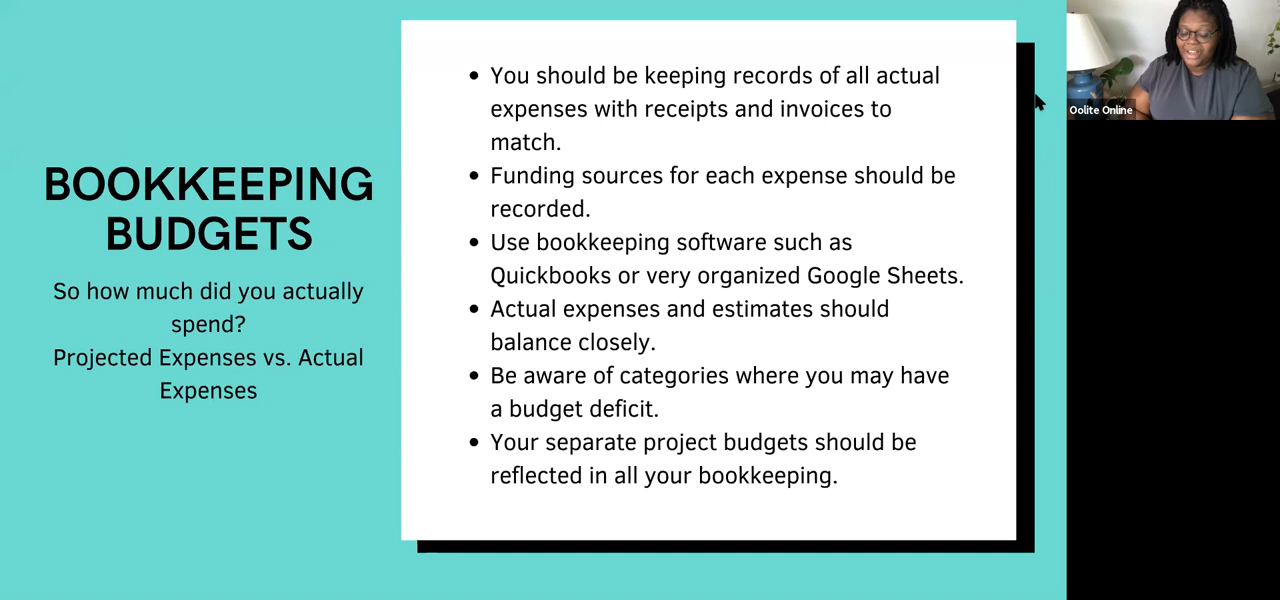 BOOKKEEPING
BUDGETS
So how much did you actually
spend?
Projected Expenses vs. Actual
Expenses
• You should be keeping records of all actual
expenses with receipts and invoices to
match.
• Funding sources for each expense should be
recorded.
• Use bookkeeping software such as
Quickbooks or very organized Google Sheets.
• Actual expenses and estimates should
balance closely.
• Be aware of categories where you may have
a budget deficit.
• Your separate project budgets should be
reflected in all your bookkeeping.
Oolite Online